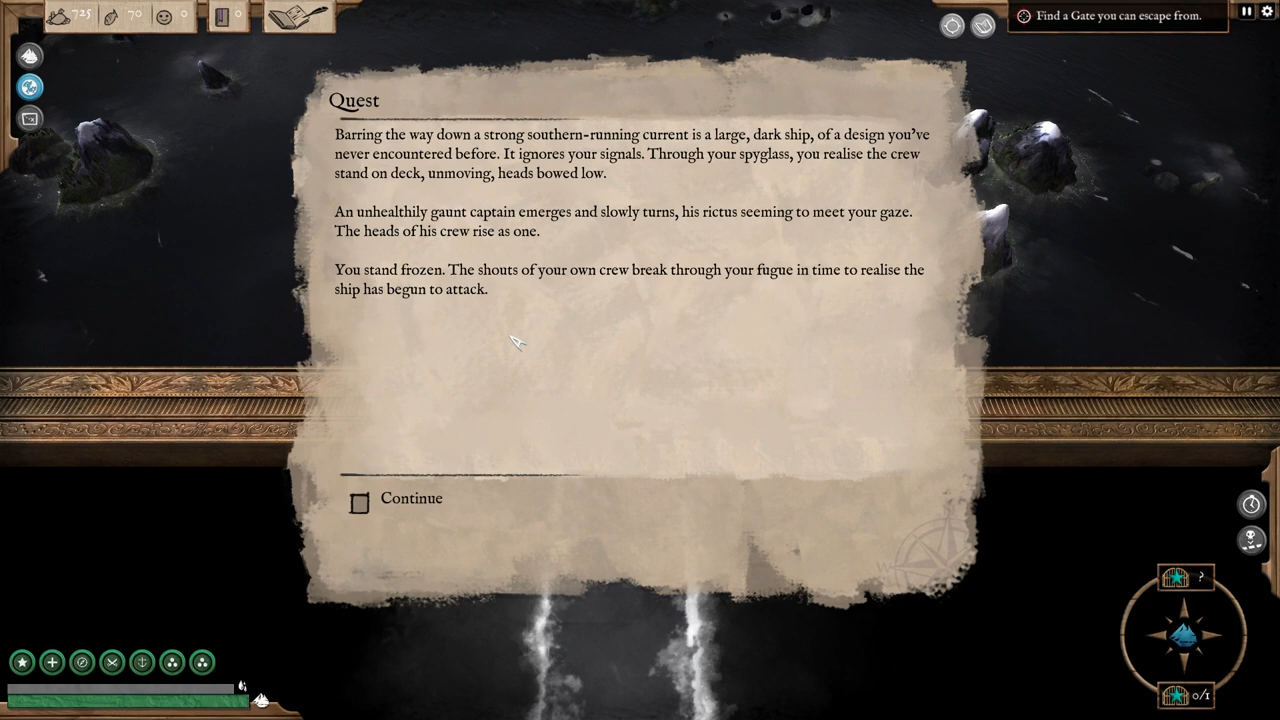 725 70 0 0
Find a Gate you can escape from.
Quest
Barring the way down a strong southern-running current is a large, dark ship, of a design you've
never encountered before. It ignores your signals. Through your spyglass, you realise the crew
stand on deck, unmoving, heads bowed low.
An unhealthily gaunt captain emerges and slowly turns, his rictus seeming to meet your gaze.
The heads of his crew rise as one.
You stand frozen. The shouts of your own crew break through your fugue in time to realise the
ship has begun to attack.
Continue
W
?
0/1